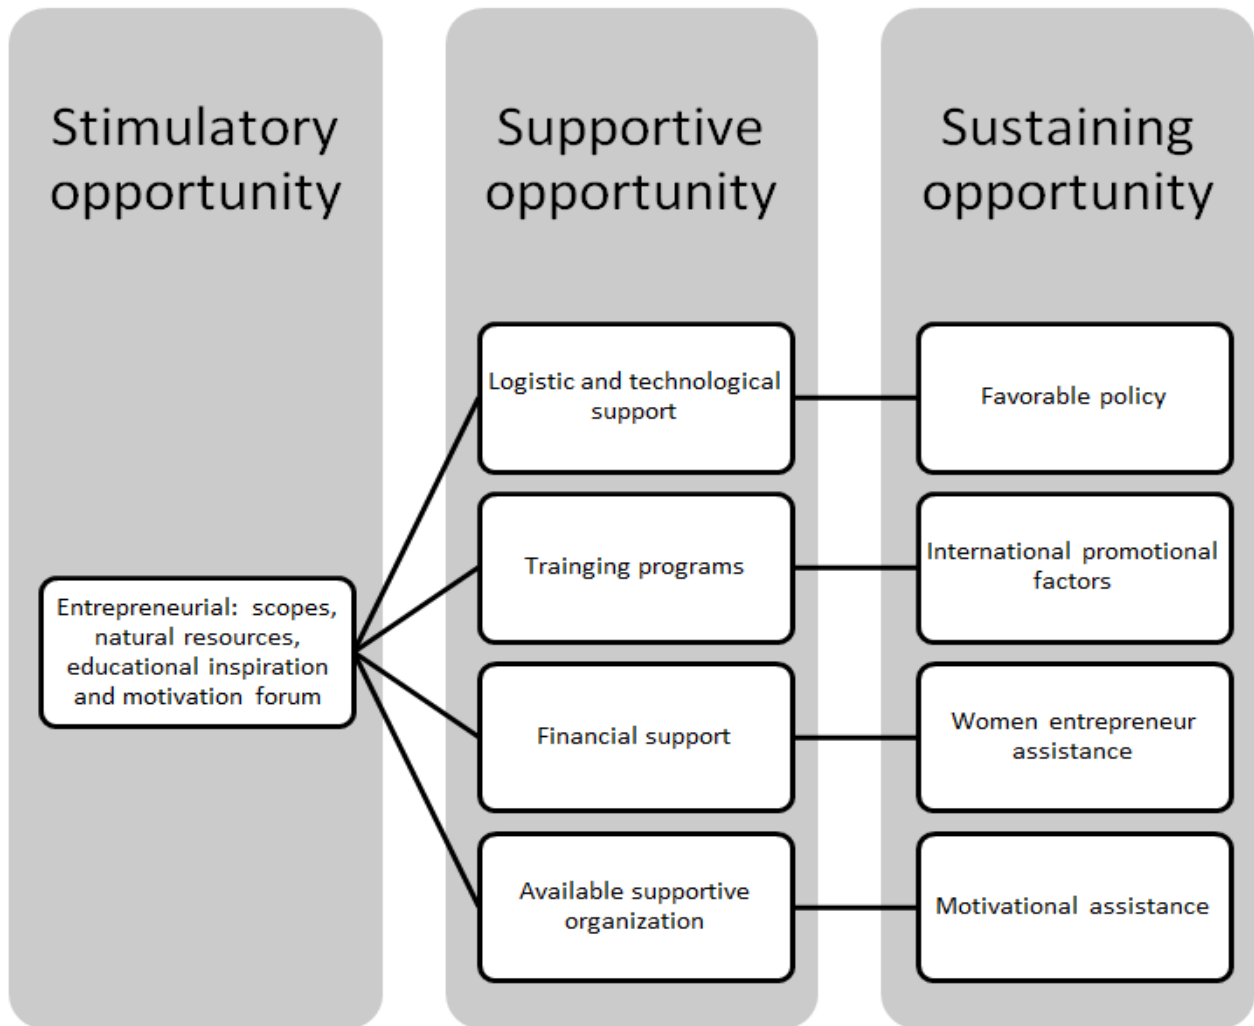 Stimulatory
opportunity
Supportive
opportunity
Sustaining
opportunity
Entrepreneurial: scopes,
natural resources,
educational inspiration
and motivation forum
Logistic and technological
support
Trainging programs
Financial support
Available supportive
organization
Favorable policy
International promotional
factors
Women entrepreneur
assistance
Motivational assistance